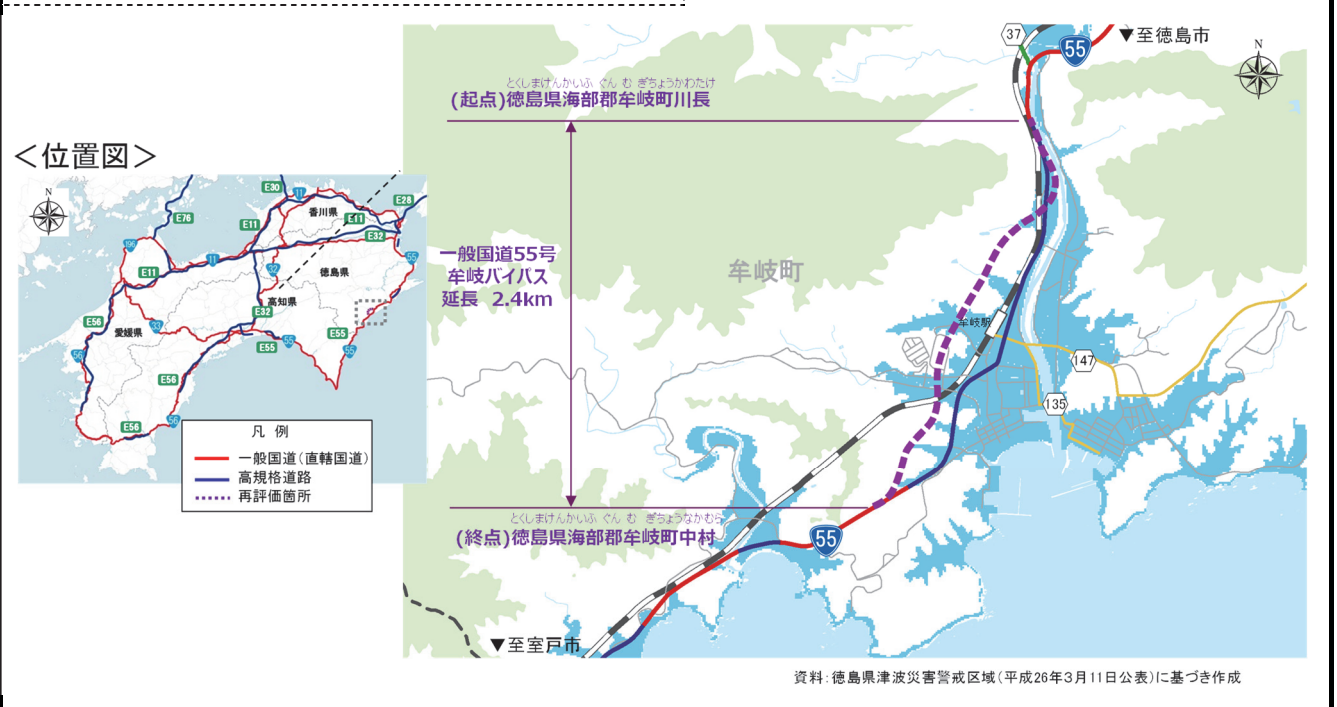 ▼至徳島市
37
55
N
とくしまけんかいふ ぐん む ぎちょうかわたけ
(起点)徳島県海部郡牟岐町川長
<位置図>
N
E30
11
E28
E76
香川県
E11
E11
E32
196
11
55
E11
32
徳島県
高知県
E32
E56
33
愛媛県
E55
E55
55
55
56
E56
E56
56
凡 例
一般国道(直轄国道)
高規格道路
再評価箇所
一般国道55号
牟岐バイパス
延長 2.4km
牟岐町
牟岐駅
147
135
とくしまけんかいふ ぐん む ぎちょうなかむら
(終点)徳島県海部郡牟岐町中村
55
▼至室戸市
資料:徳島県津波災害警戒区域(平成26年3月11日公表)に基づき作成